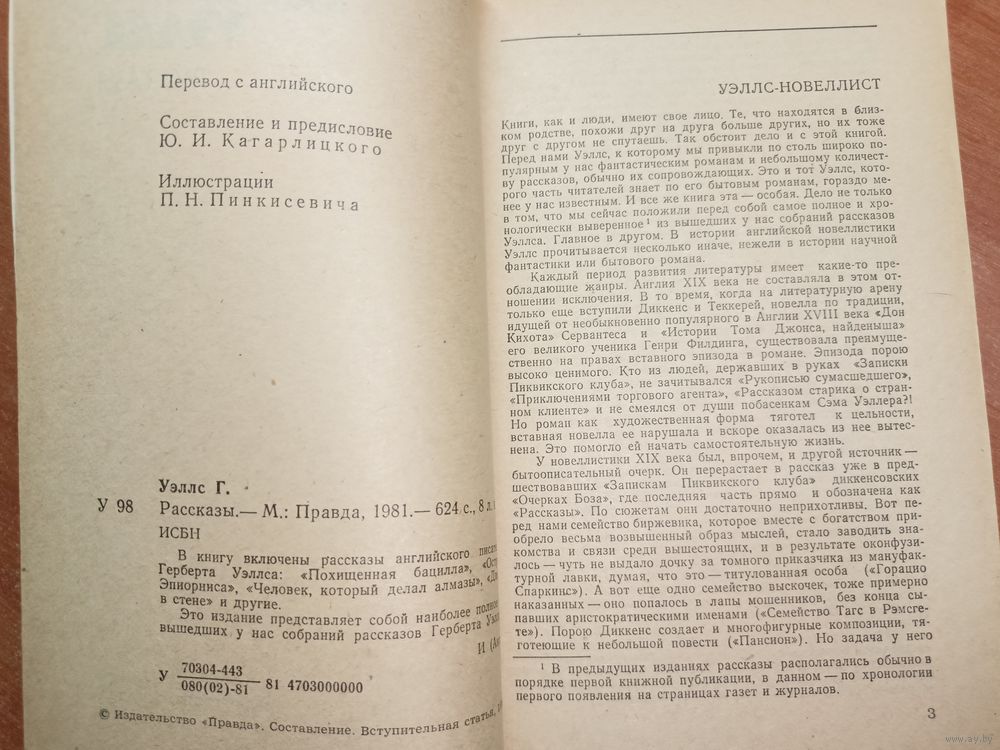 Перевод с английского
Составление и предисловие
Ю. И. Кагарлицкого
Иллюстрации
П. Н. Пинкисевича
Уэллс Г.
У 98 Рассказы.— М.: Правда, 1981.— 624 с., 8 л.
ИСБН
В книгу включены рассказы английского
Герберта Уэллса: «Похищенная бацилла»,
Эпиорниса», «Человек, который делал алмазы»,
в стене» и другие.
Это издание представляет собой наиболее полное
вышедших у нас собраний рассказов Герберта
И
У 70304-443
080(02)-81 81 4703000000
© Издательство «Правда». Составление. Вступительная статья,
УЭЛЛС-НОВЕЛЛИСТ
Книги, как и люди, имеют свое лицо. Те, что находятся в близ-
ком родстве, похожи друг на друга больше других, но их тоже
друг с другом не спутаешь. Так обстоит дело и с этой книгой.
Перед нами Уэллс, к которому мы привыкли по столь широко по-
пулярным у нас фантастическим романам и небольшому количест-
ву рассказов, обычно их сопровождающих. Это и тот Уэллс, кото-
рого часть читателей знает по его бытовым романам, гораздо ме-
нее у нас известным. И все же книга эта — особая. Дело не только
в том, что мы сейчас положили перед собой самое полное и хро-
нологически выверенное¹ из вышедших у нас собраний рассказов
Уэллса. Главное в другом. В истории английской новеллистики
Уэллс прочитывается несколько иначе, нежели в истории научной
фантастики или бытового романа.
Каждый период развития литературы имеет какие-то пре-
обладающие жанры. Англия XIX века не составляла в этом от-
ношении исключения. В то время, когда на литературную арену
только еще вступили Диккенс и Теккерей, новелла по традиции,
идущей от необыкновенно популярного в Англии XVIII века «Дон
Кихота» Сервантеса и «Истории Тома Джонса, найденыша»
его великого ученика Генри Филдинга, существовала преимуще-
ственно на правах вставного эпизода в романе. Эпизода порою
высоко ценимого. Кто из людей, державших в руках «Записки
Пиквикского клуба», не зачитывался «Рукописью сумасшедшего»,
«Приключениями торгового агента», «Рассказом старика о стран-
ном клиенте» и не смеялся от души побасенкам Сэма Уэллера?!
Но роман как художественная форма тяготел к цельности,
вставная новелла ее нарушала и вскоре оказалась из нее вытес-
нена. Это помогло ей начать самостоятельную жизнь.
У новеллистики XIX века был, впрочем, и другой источник —
бытоописательный очерк. Он перерастает в рассказ уже в пред-
шествовавших «Запискам Пиквикского клуба» диккенсовских
«Очерках Боза», где последняя часть прямо и обозначена как
«Рассказы». По сюжетам они достаточно неприхотливы. Вот пе-
ред нами семейство биржевика, которое вместе с богатством при-
обрело весьма возвышенный образ мыслей, стало заводить зна-
комства и связи среди вышестоящих, и в результате оконфузи-
лось — чуть не выдало дочку за томного приказчика из мануфак-
турной лавки, думая, что это — титулованная особа («Горацио
Спаркинс»). А вот еще одно семейство выскочек, тоже примерно
наказанных — оно попалось в лапы мошенников, без конца сы-
павших аристократическими именами («Семейство Тагс в Рэмсге-
те»). Порою Диккенс создает и многофигурные композиции, тя-
готеющие к небольшой повести («Пансион»). Но задача у него
¹ В предыдущих изданиях рассказы располагались обычно в
порядке первой книжной публикации, в данном — по хронологии
первого появления на страницах газет и журналов.
3
www.ay.by